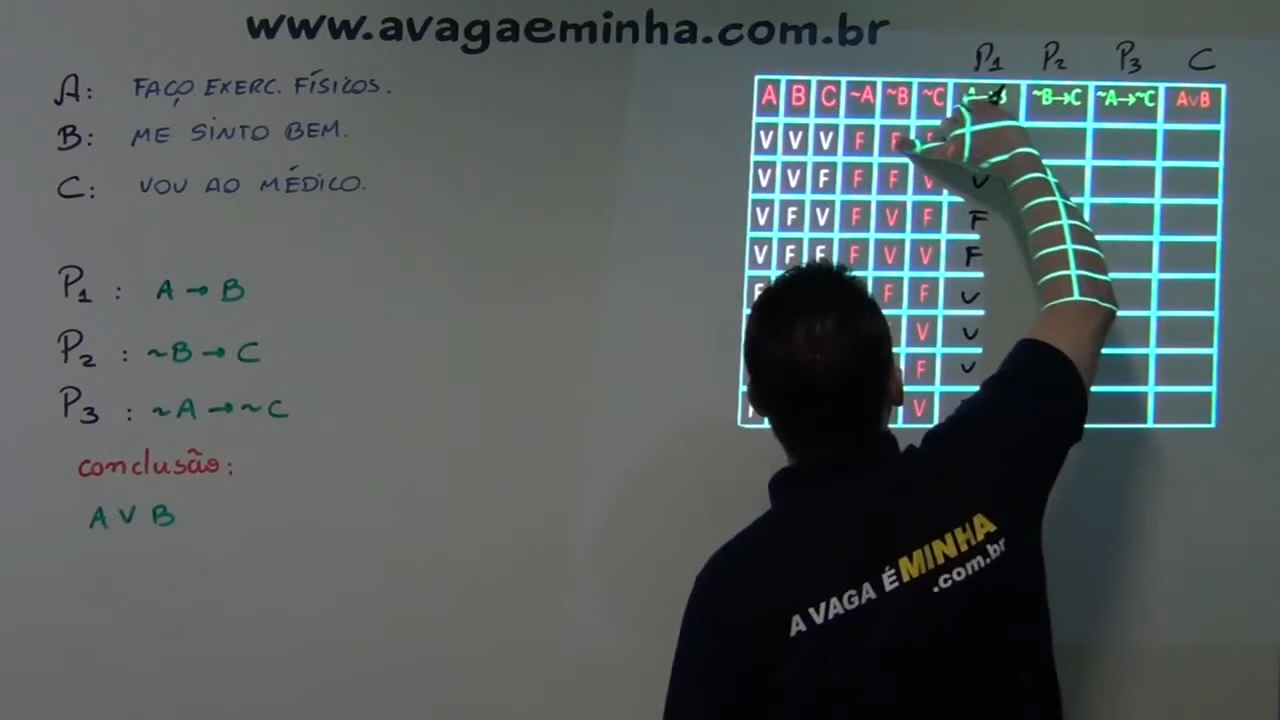 www.avagaeminha.com.br
A: FAÇO EXERC. FÍSICOS.
B: ME SINTO BEM.
C: VOU AO MÉDICO.
P1 : A→B
P2 : ~B→C
P3 : ~A→~C
conclusão:
A V B
P1 P2 P3 C
A B C ~A ~B ~C ~B→C ~A→~C A∨B
V V V F F
V V F F F V V
V F V F V F F
V F F F V V F
F F V
V V
F V
V
A VAGA É MINHA
.com.br